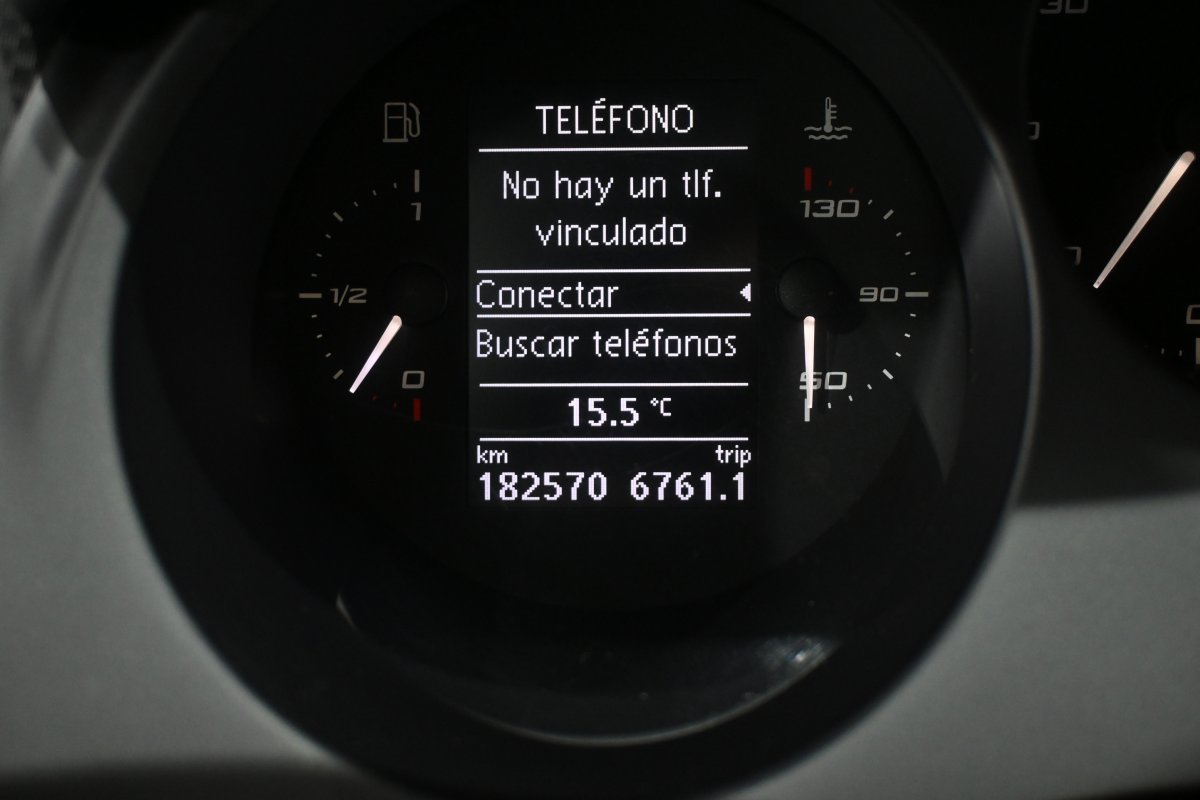 TELÉFONO
No hay un tlf.
vinculado
Conectar
Buscar teléfonos
15.5 °C
km trip
182570 6761.1
1
1/2
0
130
90
50
30